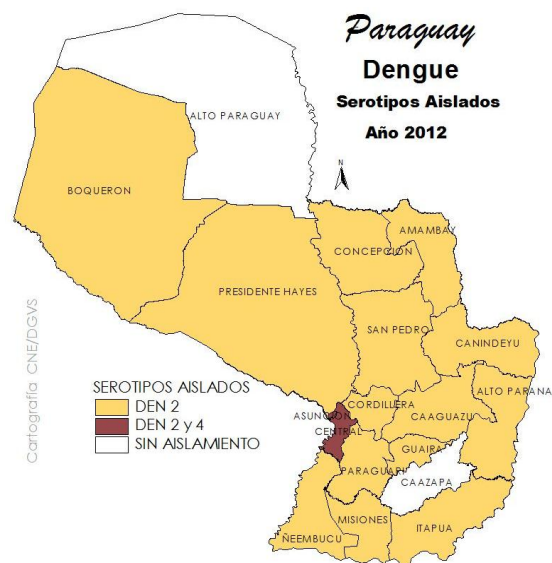 Paraguay
Dengue
Serotipos Aislados
Año 2012
N
ALTO PARAGUAY
BOQUERON
AMAMBAY
CONCEPCION
PRESIDENTE HAYES
SAN PEDRO
CANINDEYU
ALTO PARANA
CORDILLERA
ASUNCION
CAAGUAZU
CENTRAL
GUAIRA
PARAGUARI
CAAZAPA
MISIONES
ITAPUA
ÑEEMBUCU
SEROTIPOS AISLADOS
DEN 2
DEN 2 y 4
SIN AISLAMIENTO
Cartografía CNE/DGVS